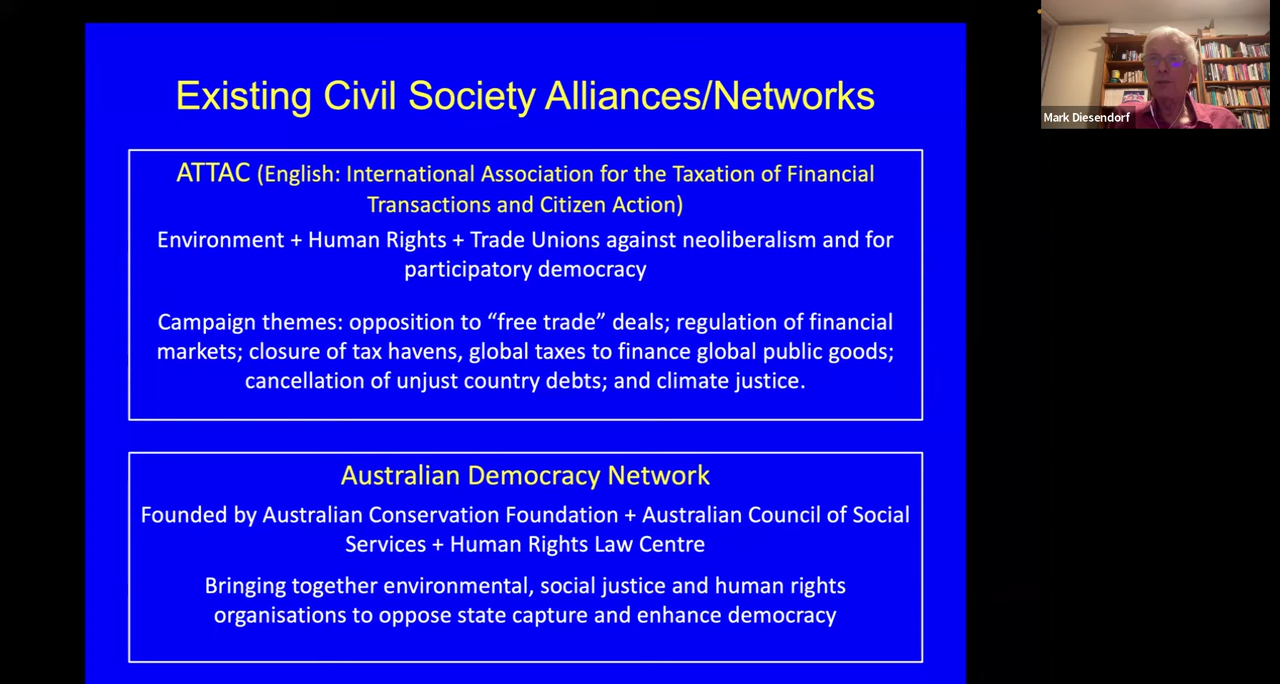 Existing Civil Society Alliances/Networks
ATTAC (English: International Association for the Taxation of Financial
Transactions and Citizen Action)
Environment + Human Rights + Trade Unions against neoliberalism and for
participatory democracy
Campaign themes: opposition to “free trade” deals; regulation of financial
markets; closure of tax havens, global taxes to finance global public goods;
cancellation of unjust country debts; and climate justice.
Australian Democracy Network
Founded by Australian Conservation Foundation + Australian Council of Social
Services + Human Rights Law Centre
Bringing together environmental, social justice and human rights
organisations to oppose state capture and enhance democracy
Mark Diesendorf